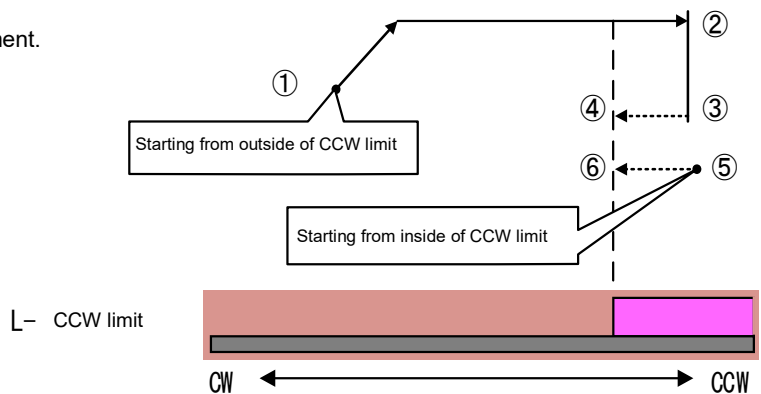 nent.
①
②
④
③
Starting from outside of CCW limit
⑥
⑤
Starting from inside of CCW limit
L− CCW limit
CW
CCW